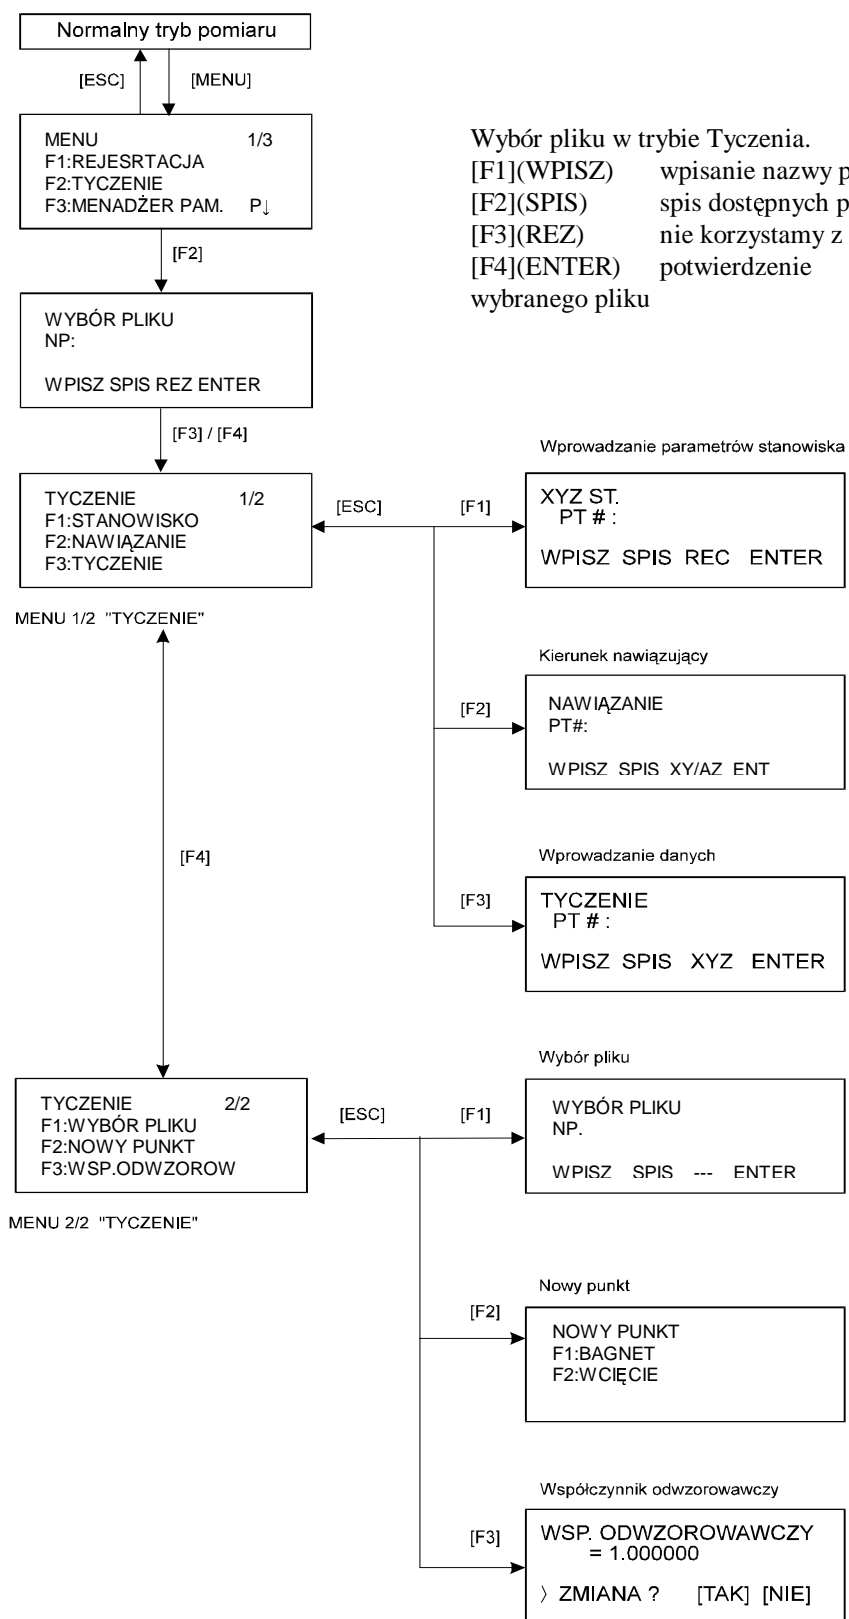 Normalny tryb pomiaru
[ESC] [MENU]
MENU 1/3
F1:REJESRTACJA
F2:TYCZENIE
F3:MENADŻER PAM. P↓
Wybór pliku w trybie Tyczenia.
[F1](WPISZ) wpisanie nazwy p
[F2](SPIS) spis dostępnych p
[F3](REZ) nie korzystamy z
[F4](ENTER) potwierdzenie
wybranego pliku
[F2]
WYBÓR PLIKU
NP:
WPISZ SPIS REZ ENTER
[F3] / [F4]
TYCZENIE 1/2
F1:STANOWISKO
F2:NAWIĄZANIE
F3:TYCZENIE
MENU 1/2 "TYCZENIE"
[ESC] [F1]
Wprowadzanie parametrów stanowiska
XYZ ST.
PT # :
WPISZ SPIS REC ENTER
Kierunek nawiązujący
[F2]
NAWIĄZANIE
PT#:
WPISZ SPIS XY/AZ ENT
[F4]
Wprowadzanie danych
[F3]
TYCZENIE
PT # :
WPISZ SPIS XYZ ENTER
TYCZENIE 2/2
F1:WYBÓR PLIKU
F2:NOWY PUNKT
F3:WSP.ODWZOROW
MENU 2/2 "TYCZENIE"
[ESC] [F1]
Wybór pliku
WYBÓR PLIKU
NP.
WPISZ SPIS --- ENTER
Nowy punkt
[F2]
NOWY PUNKT
F1:BAGNET
F2:WCIĘCIE
Współczynnik odwzorowawczy
[F3]
WSP. ODWZOROWAWCZY
= 1.000000
〉 ZMIANA ? [TAK] [NIE]